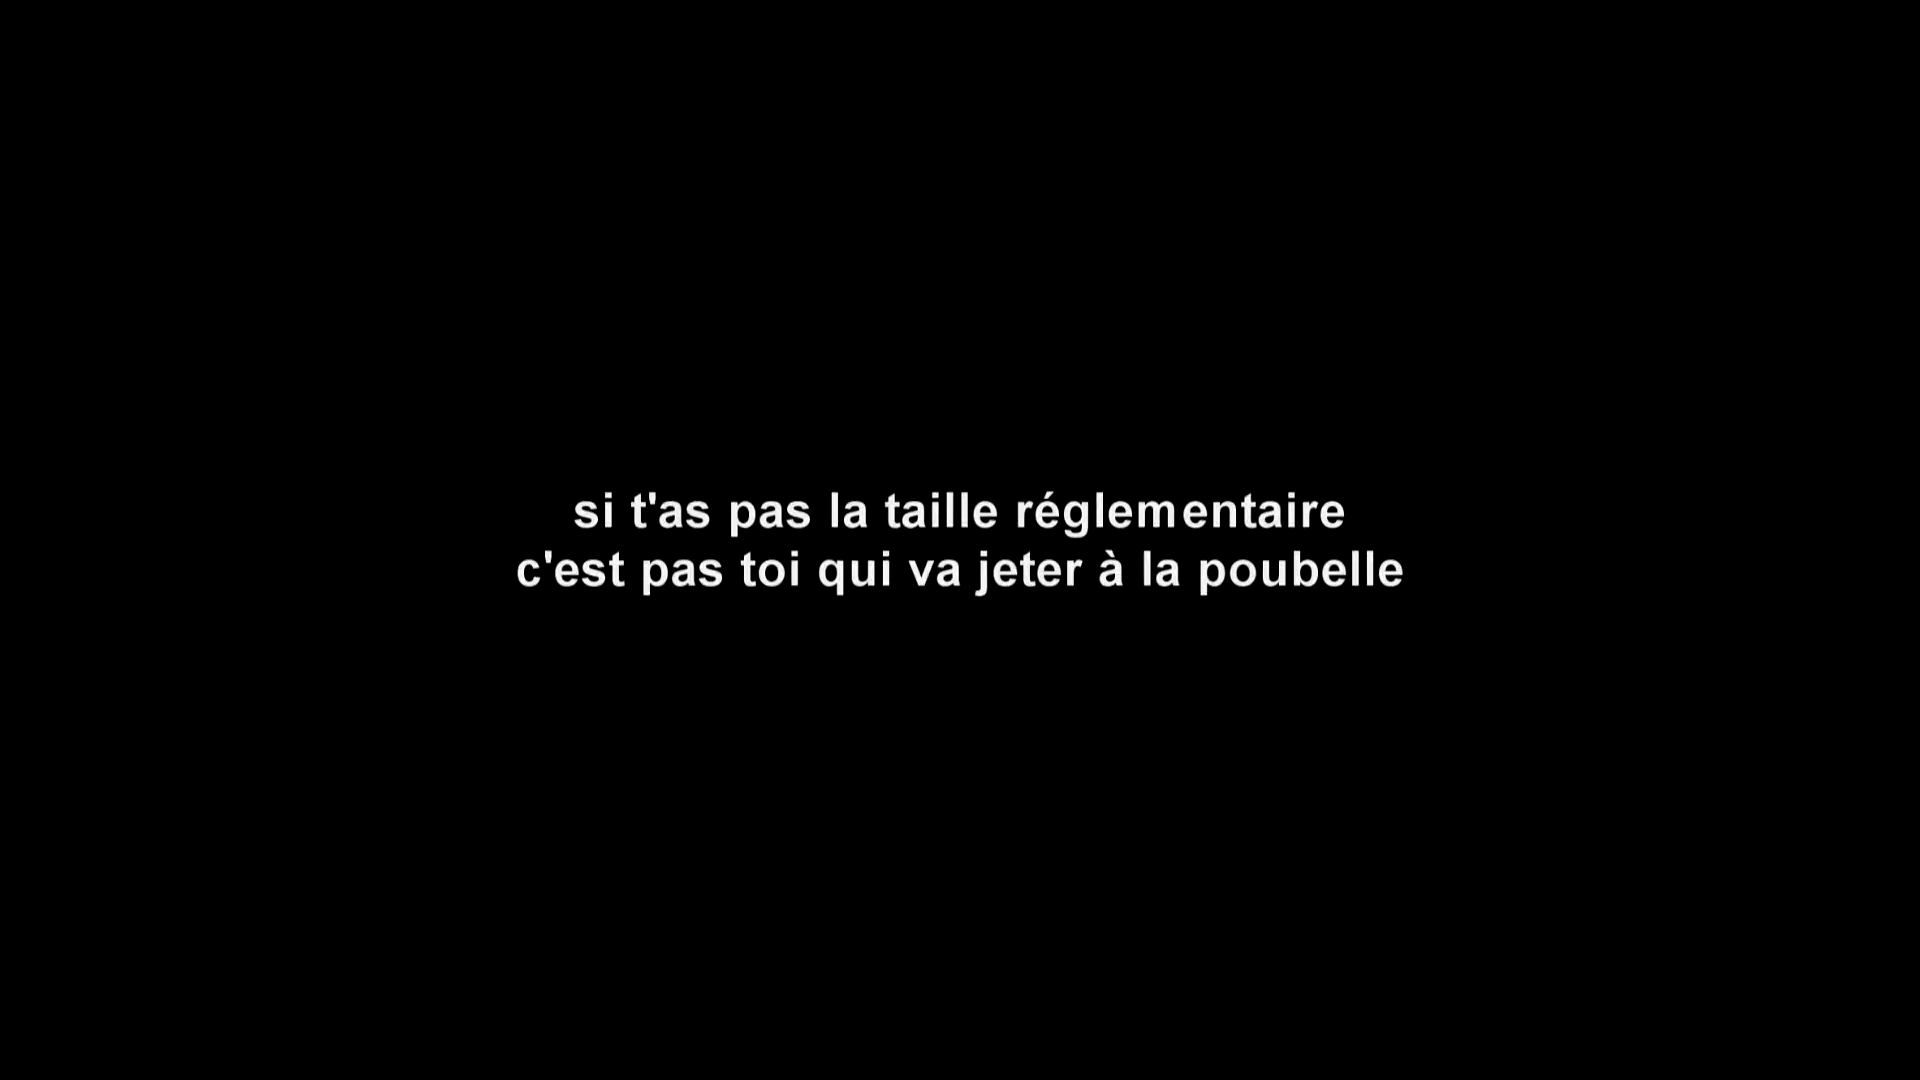 si t'as pas la taille réglementaire
c'est pas toi qui va jeter à la poubelle